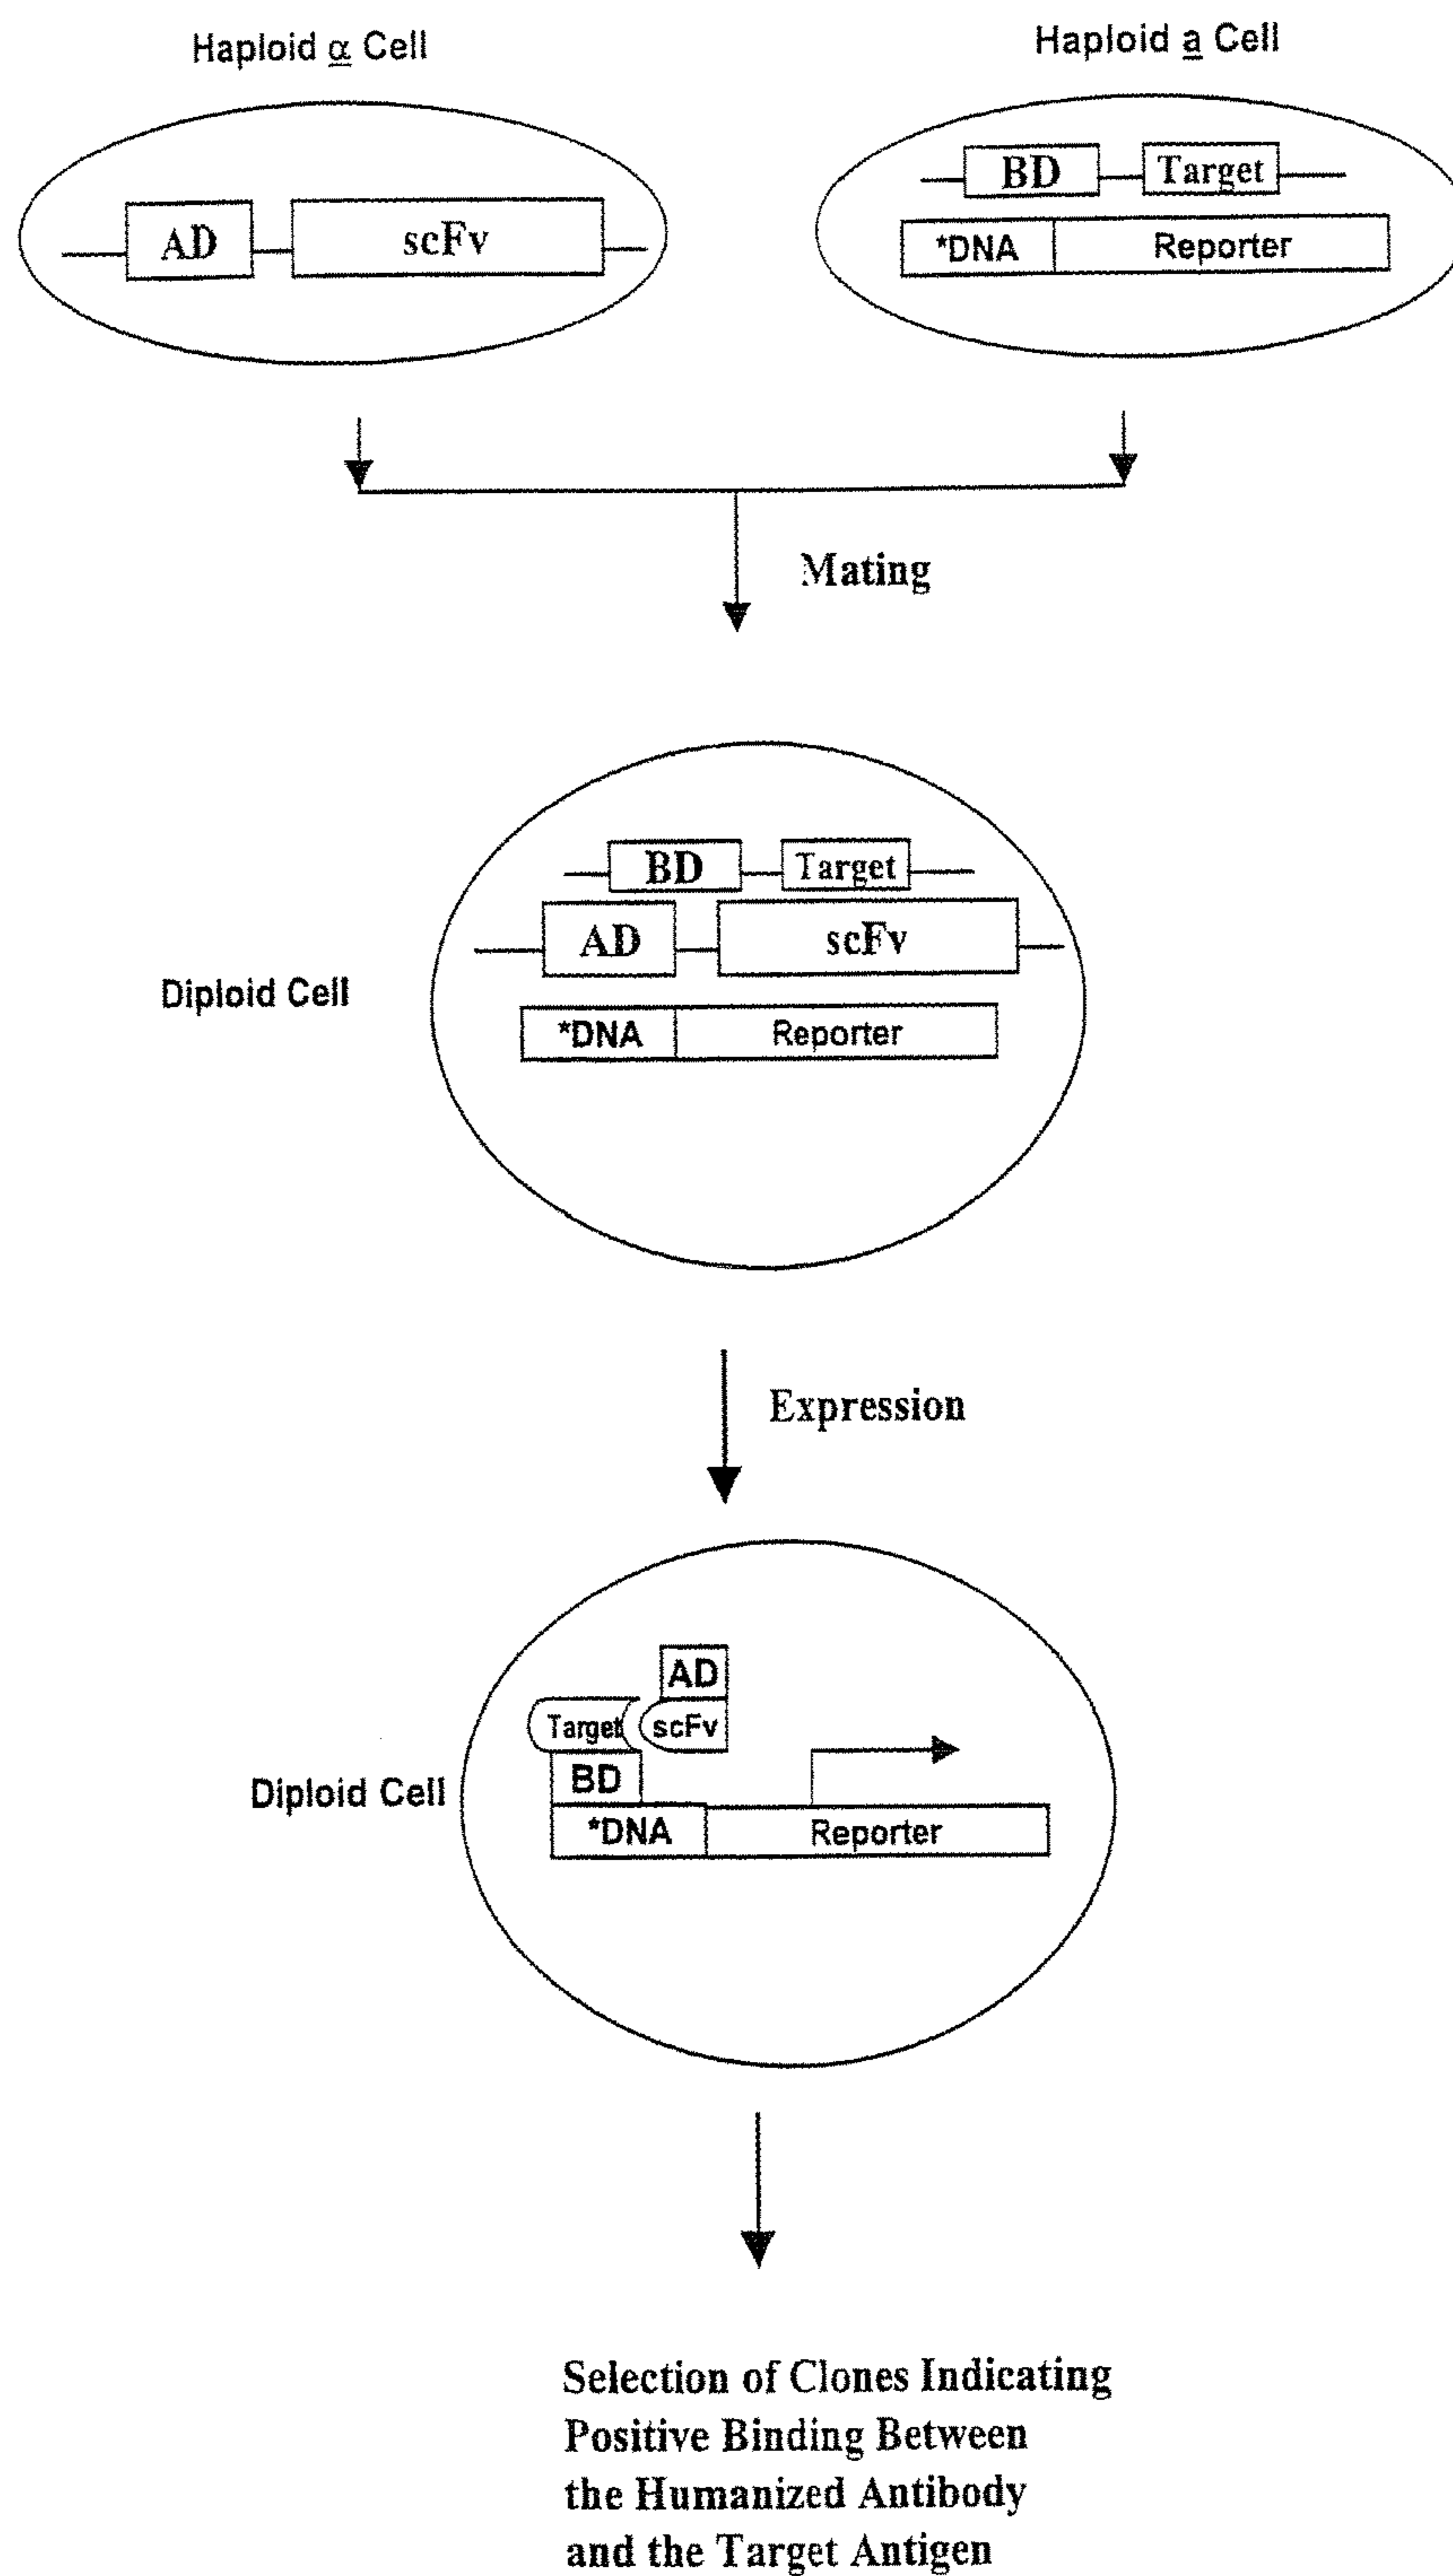 Haploid α Cell
Haploid a Cell
AD
scFv
BD
Target
*DNA
Reporter
Mating
BD
Target
AD
scFv
Diploid Cell
*DNA
Reporter
Expression
AD
Target
scFv
Diploid Cell
BD
*DNA
Reporter
Selection of Clones Indicating
Positive Binding Between
the Humanized Antibody
and the Target Antigen